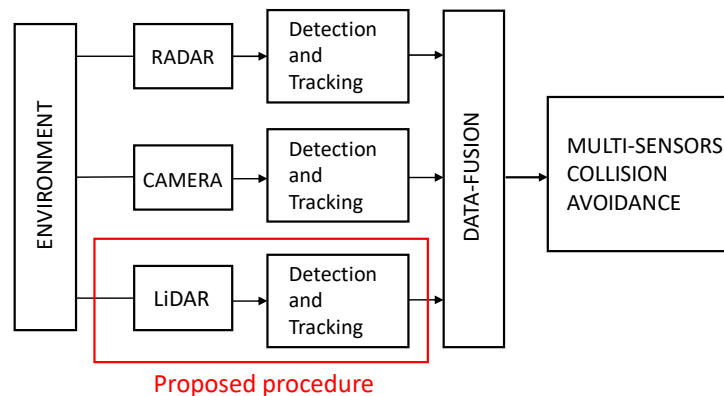 ENVIRONMENT
RADAR
Detection
and
Tracking
CAMERA
Detection
and
Tracking
LiDAR
Detection
and
Tracking
DATA-FUSION
MULTI-SENSORS
COLLISION
AVOIDANCE
Proposed procedure